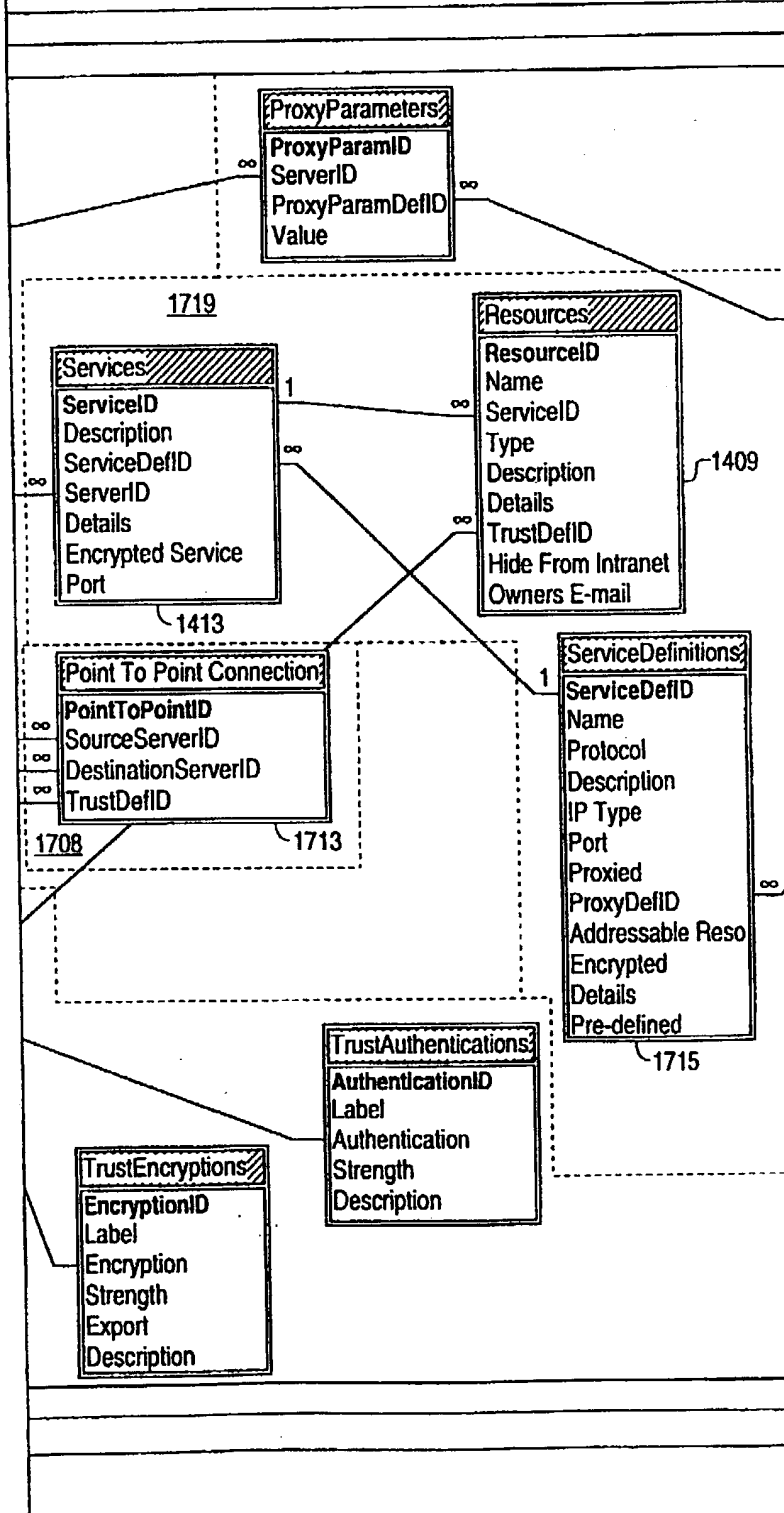 ProxyParameters
ProxyParamID
∞
ServerID
∞
ProxyParamDefID
Value
1719
Resources
ResourceID
Name
∞
ServiceID
Type
Description
Details
∞
TrustDefID
Hide From Intranet
Owners E-mail
1409
Services
1
ServiceID
Description
∞
ServiceDefID
∞
ServerID
Details
Encrypted Service
Port
1413
Point To Point Connection
PointToPointID
∞
SourceServerID
∞
DestinationServerID
∞
TrustDefID
1708
1713
ServiceDefinitions
1
ServiceDefID
Name
Protocol
Description
IP Type
Port
Proxied
∞
ProxyDefID
Addressable Reso
Encrypted
Details
Pre-defined
1715
TrustAuthentications
AuthenticationID
Label
Authentication
Strength
Description
TrustEncryptions
EncryptionID
Label
Encryption
Strength
Export
Description